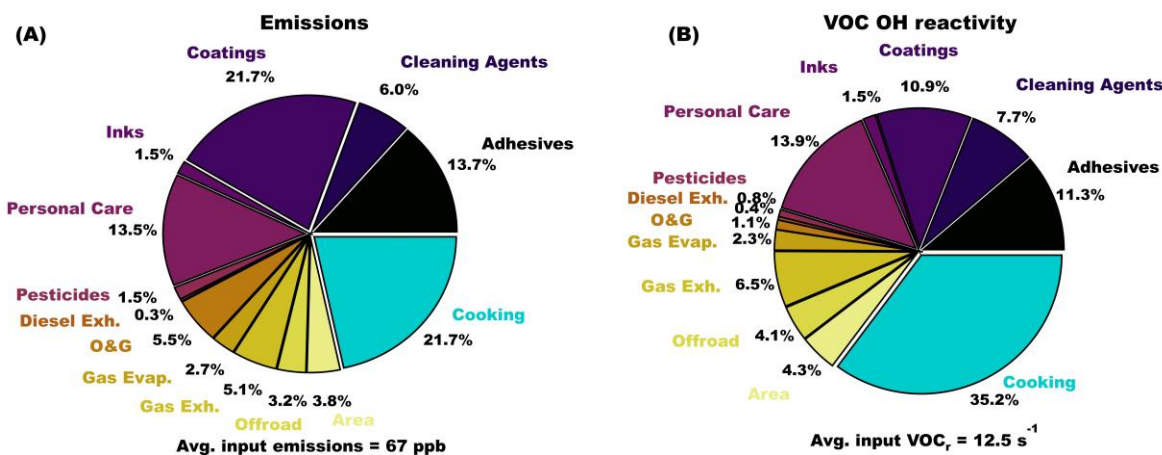 (A)
Emissions
Coatings
21.7%
Cleaning Agents
6.0%
Adhesives
13.7%
Inks
1.5%
Personal Care
13.5%
Pesticides
1.5%
Diesel Exh.
0.3%
O&G
5.5%
Gas Evap.
2.7%
Gas Exh.
5.1%
Offroad
3.2%
Area
3.8%
Cooking
21.7%
Avg. input emissions = 67 ppb
(B)
VOC OH reactivity
Coatings
10.9%
Inks
1.5%
Cleaning Agents
7.7%
Adhesives
11.3%
Personal Care
13.9%
Pesticides
0.8%
Diesel Exh.
0.4%
O&G
1.1%
Gas Evap.
2.3%
Gas Exh.
6.5%
Offroad
4.1%
Area
4.3%
Cooking
35.2%
Avg. input VOCr = 12.5 s-1